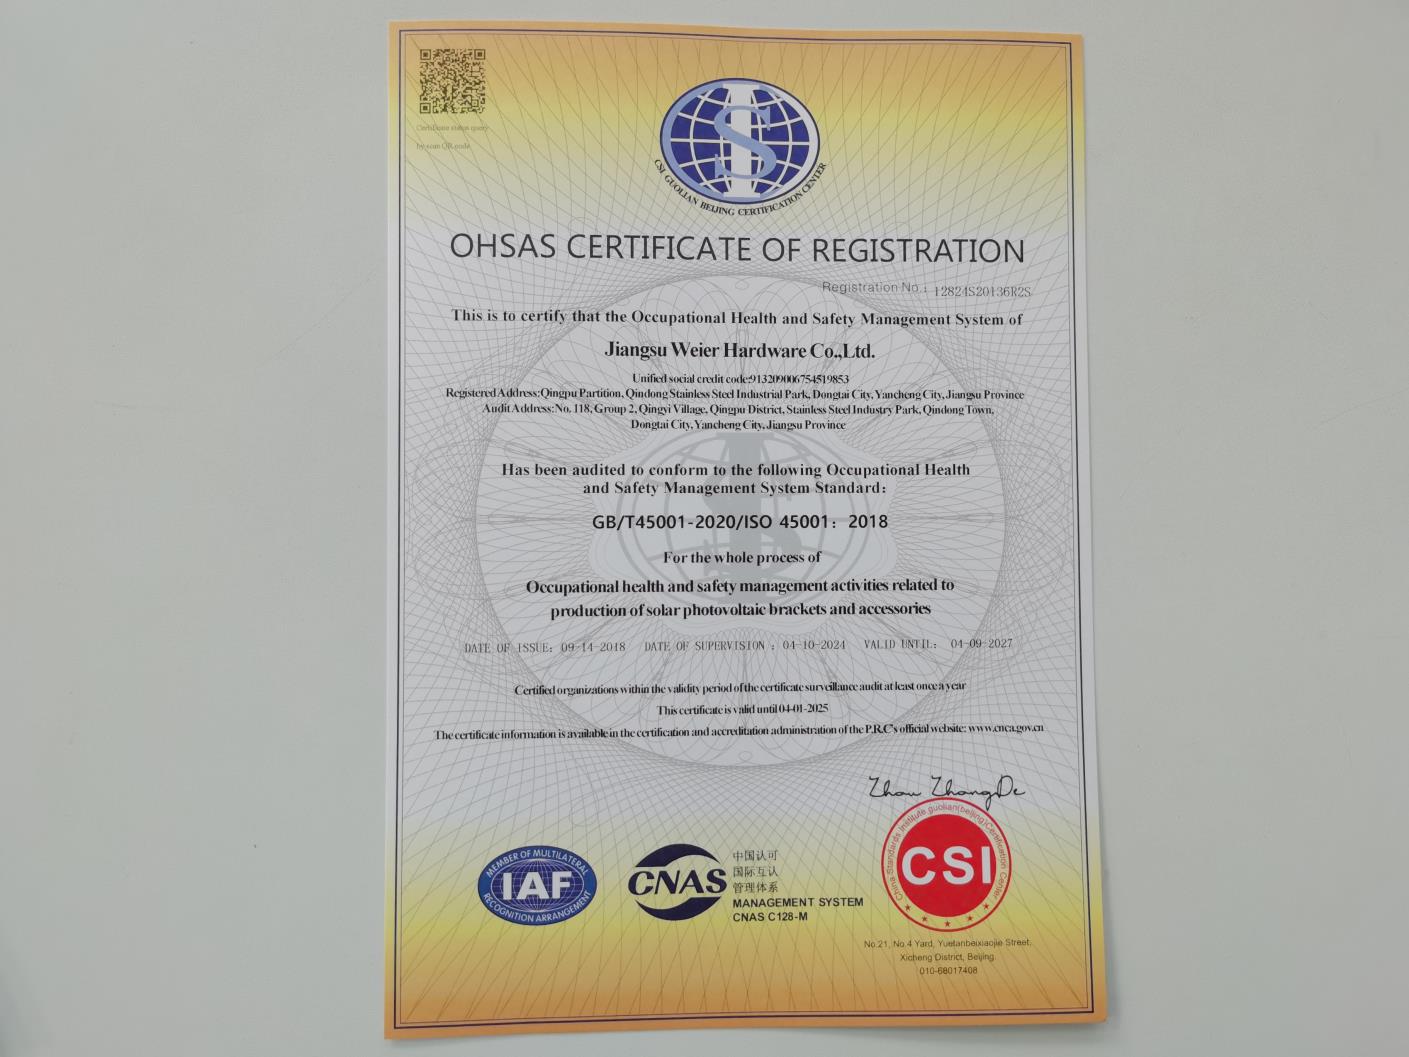 Certificate status query
by scan QR code
CSI GUOLIAN BEIJING CERTIFICATION CENTER
OHSAS CERTIFICATE OF REGISTRATION
Registration No.: 12824S20136R2S
This is to certify that the Occupational Health and Safety Management System of
Jiangsu Weier Hardware Co.,Ltd.
Unified social credit code:913209006754519853
Registered Address:Qingpu Partition, Qindong Stainless Steel Industrial Park, Dongtai City, Yancheng City, Jiangsu Province
Audit Address:No. 118, Group 2, Qingyi Village, Qingpu District, Stainless Steel Industry Park, Qindong Town,
Dongtai City, Yancheng City, Jiangsu Province
Has been audited to conform to the following Occupational Health
and Safety Management System Standard:
GB/T45001-2020/ISO 45001: 2018
For the whole process of
Occupational health and safety management activities related to
production of solar photovoltaic brackets and accessories
DATE OF ISSUE: 09-14-2018 DATE OF SUPERVISION : 04-10-2024 VALID UNTIL: 04-09-2027
Certified organizations within the validity period of the certificate surveillance audit at least once a year
This certificate is valid until 04-01-2025
The certificate information is available in the certification and accreditation administration of the P.R.C's official website: www.cnca.gov.cn
Zhou ZhangDe
MEMBER OF MULTILATERAL
IAF
RECOGNITION ARRANGEMENT
CNAS
中国认可
国际互认
管理体系
MANAGEMENT SYSTEM
CNAS C128-M
China Standards Institute guolian(beijing)Certification Center
CSI
No.21, No.4 Yard, Yuetanbeixiaojie Street,
Xicheng District, Beijing
010-68017408